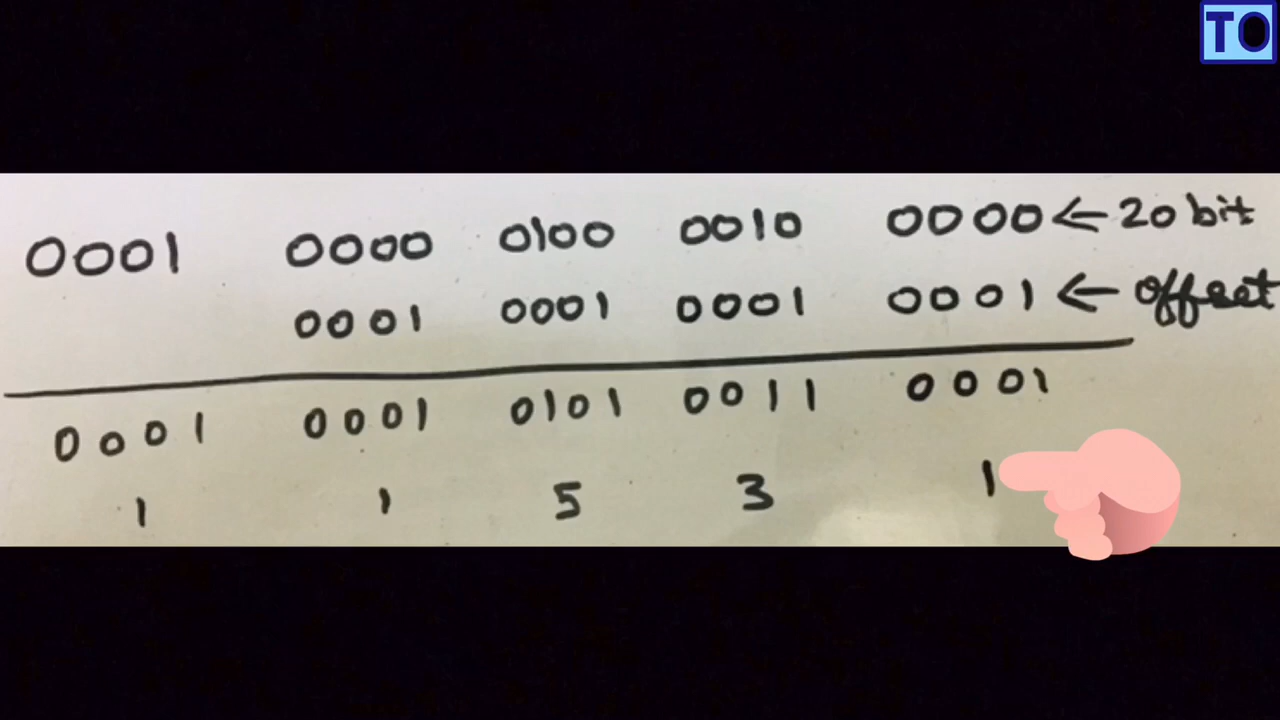 TO
0001 0000 0100 0010 0000 ← 20 bit
0001 0001 0001 0001 ← offset
0001 0001 0101 0011 0001
1 1 5 3 1